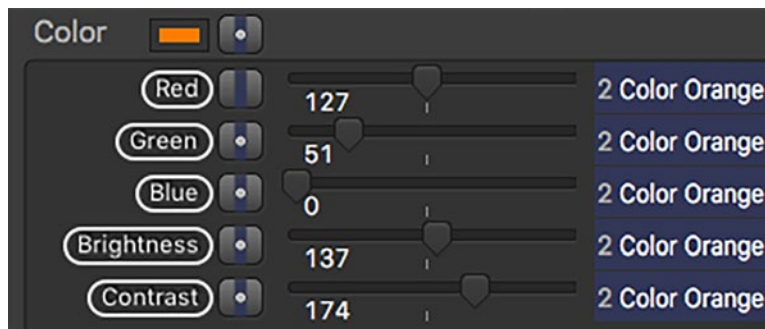 Color
Red 127 2 Color Orange
Green 51 2 Color Orange
Blue 0 2 Color Orange
Brightness 137 2 Color Orange
Contrast 174 2 Color Orange